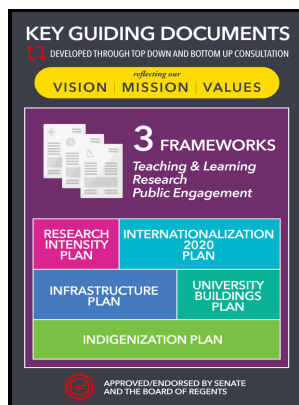 KEY GUIDING DOCUMENTS
DEVELOPED THROUGH TOP DOWN AND BOTTOM UP CONSULTATION
reflecting our
VISION | MISSION | VALUES
3 FRAMEWORKS
Teaching & Learning
Research
Public Engagement
RESEARCH
INTENSITY
PLAN
INTERNATIONALIZATION
2020
PLAN
INFRASTRUCTURE
PLAN
UNIVERSITY
BUILDINGS
PLAN
INDIGENIZATION PLAN
APPROVED/ENDORSED BY SENATE
AND THE BOARD OF REGENTS